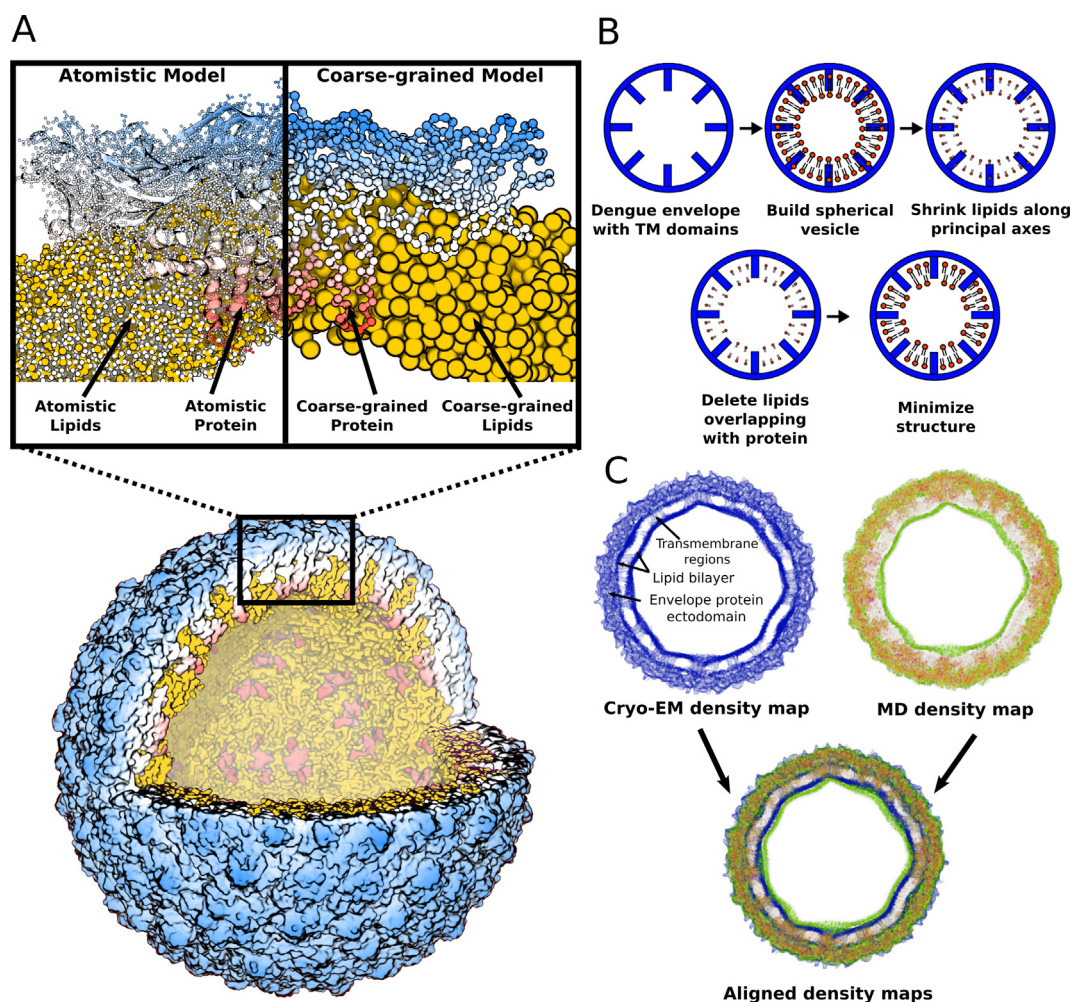 A
Atomistic Model
Coarse-grained Model
Atomistic
Lipids
Atomistic
Protein
Coarse-grained
Protein
Coarse-grained
Lipids
B
Dengue envelope
with TM domains
Build spherical
vesicle
Shrink lipids along
principal axes
Delete lipids
overlapping
with protein
Minimize
structure
C
Transmembrane
regions
Lipid bilayer
Envelope protein
ectodomain
Cryo-EM density map
MD density map
Aligned density maps